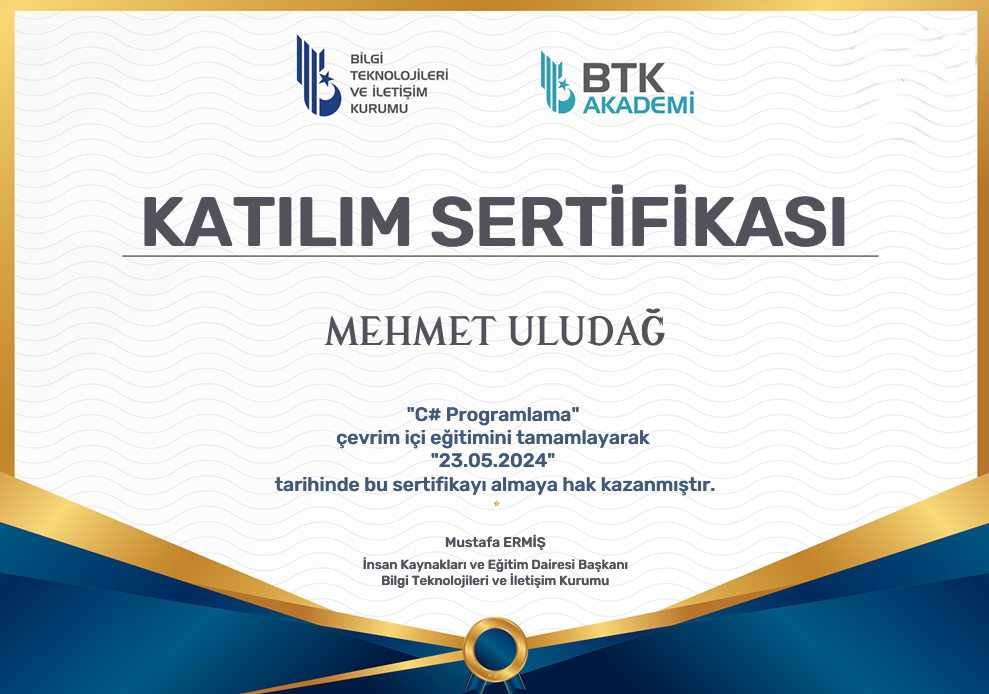 BİLGİ
TEKNOLOJİLERİ
VE İLETİŞİM
KURUMU
BTK
AKADEMİ
KATILIM SERTİFİKASI
MEHMET ULUDAĞ
"C# Programlama"
çevrim içi eğitimini tamamlayarak
"23.05.2024"
tarihinde bu sertifikayı almaya hak kazanmıştır.
Mustafa ERMİŞ
İnsan Kaynakları ve Eğitim Dairesi Başkanı
Bilgi Teknolojileri ve İletişim Kurumu